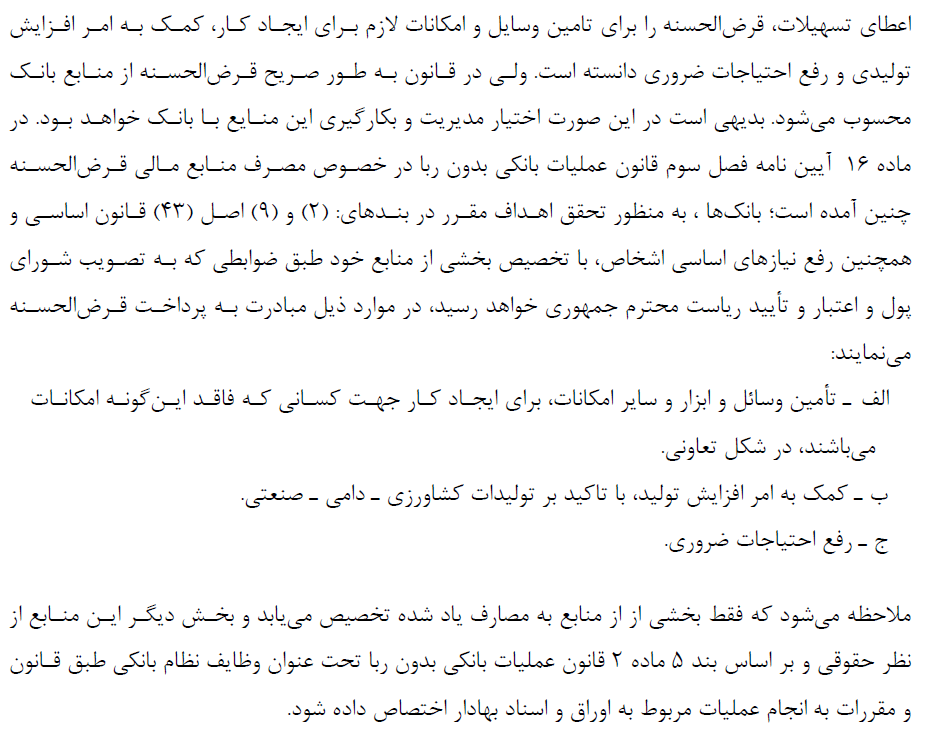 اعطای تسهیلات، قرض‌الحسنه را برای تامین وسایل و امکانات لازم برای ایجاد کار، کمک به امر افزایش
تولیدی و رفع احتیاجات ضروری دانسته است. ولی در قانون به طور صریح قرض‌الحسنه از منابع بانک
محسوب می‌شود. بدیهی است در این صورت اختیار مدیریت و بکارگیری این منایع با بانک خواهد بود. در
ماده ۱۶ آیین نامه فصل سوم قانون عملیات بانکی بدون ربا در خصوص مصرف منابع مالی قرض‌الحسنه
چنین آمده است؛ بانک‌ها ، به منظور تحقق اهداف مقرر در بندهای: (۲) و (۹) اصل (۴۳) قانون اساسی و
همچنین رفع نیازهای اساسی اشخاص، با تخصیص بخشی از منابع خود طبق ضوابطی که به تصویب شورای
پول و اعتبار و تأیید ریاست محترم جمهوری خواهد رسید، در موارد ذیل مبادرت به پرداخت قرض‌الحسنه
می‌نمایند:
الف ـ تأمین وسائل و ابزار و سایر امکانات، برای ایجاد کار جهت کسانی که فاقد این‌گونه امکانات
می‌باشند، در شکل تعاونی.
ب ـ کمک به امر افزایش تولید، با تاکید بر تولیدات کشاورزی ـ دامی ـ صنعتی.
ج ـ رفع احتیاجات ضروری.
ملاحظه می‌شود که فقط بخشی از از منابع به مصارف یاد شده تخصیص می‌یابد و بخش دیگر این منابع از
نظر حقوقی و بر اساس بند ۵ ماده ۲ قانون عملیات بانکی بدون ربا تحت عنوان وظایف نظام بانکی طبق قانون
و مقررات به انجام عملیات مربوط به اوراق و اسناد بهادار اختصاص داده شود.